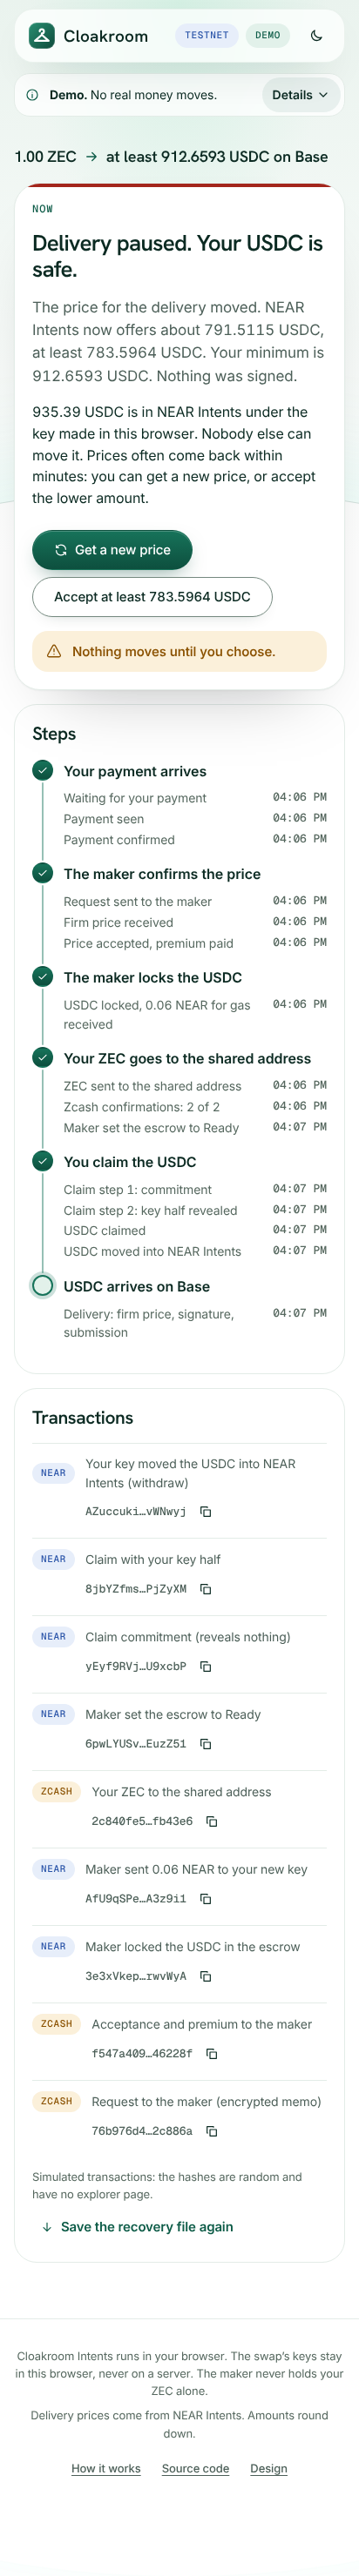 Cloakroom
TESTNET
DEMO
Demo. No real money moves.
Details
1.00 ZEC → at least 912.6593 USDC on Base
NOW
Delivery paused. Your USDC is
safe.
The price for the delivery moved. NEAR
Intents now offers about 791.5115 USDC,
at least 783.5964 USDC. Your minimum is
912.6593 USDC. Nothing was signed.
935.39 USDC is in NEAR Intents under the
key made in this browser. Nobody else can
move it. Prices often come back within
minutes: you can get a new price, or accept
the lower amount.
Get a new price
Accept at least 783.5964 USDC
Nothing moves until you choose.
Steps
Your payment arrives
Waiting for your payment 04:06 PM
Payment seen 04:06 PM
Payment confirmed 04:06 PM
The maker confirms the price
Request sent to the maker 04:06 PM
Firm price received 04:06 PM
Price accepted, premium paid 04:06 PM
The maker locks the USDC
USDC locked, 0.06 NEAR for gas 04:06 PM
received
Your ZEC goes to the shared address
ZEC sent to the shared address 04:06 PM
Zcash confirmations: 2 of 2 04:06 PM
Maker set the escrow to Ready 04:07 PM
You claim the USDC
Claim step 1: commitment 04:07 PM
Claim step 2: key half revealed 04:07 PM
USDC claimed 04:07 PM
USDC moved into NEAR Intents 04:07 PM
USDC arrives on Base
Delivery: firm price, signature, 04:07 PM
submission
Transactions
NEAR Your key moved the USDC into NEAR
Intents (withdraw)
AZuccuki…vWNwyj
NEAR Claim with your key half
8jbYZfms…PjZyXM
NEAR Claim commitment (reveals nothing)
yEyf9RVj…U9xcbP
NEAR Maker set the escrow to Ready
6pwLYUSv…EuzZ51
ZCASH Your ZEC to the shared address
2c840fe5…fb43e6
NEAR Maker sent 0.06 NEAR to your new key
AfU9qSPe…A3z9i1
NEAR Maker locked the USDC in the escrow
3e3xVkep…rwvWyA
ZCASH Acceptance and premium to the maker
f547a409…46228f
ZCASH Request to the maker (encrypted memo)
76b976d4…2c886a
Simulated transactions: the hashes are random and
have no explorer page.
Save the recovery file again
Cloakroom Intents runs in your browser. The swap's keys stay
in this browser, never on a server. The maker never holds your
ZEC alone.
Delivery prices come from NEAR Intents. Amounts round
down.
How it works Source code Design